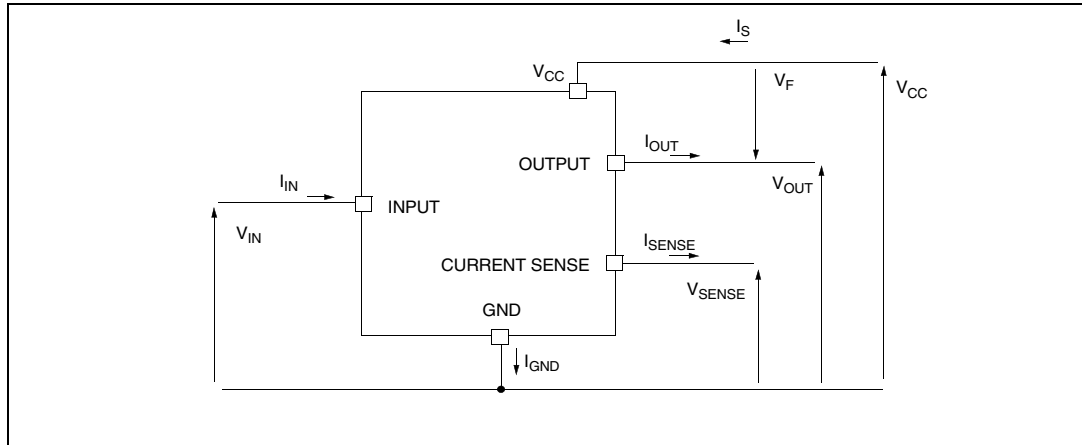 I_S
V_CC
V_F
V_CC
I_OUT
OUTPUT
V_OUT
I_IN
INPUT
V_IN
I_SENSE
CURRENT SENSE
V_SENSE
GND
I_GND